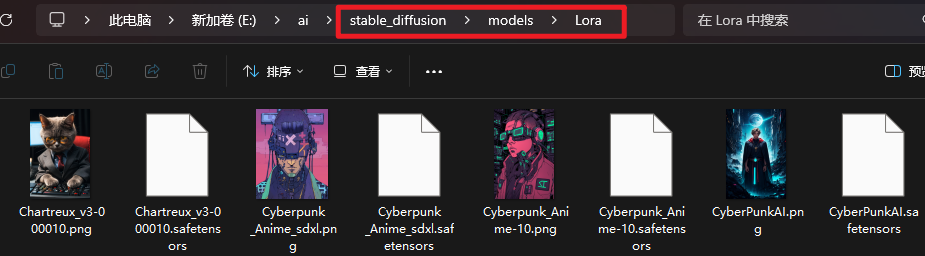 此电脑 > 新加卷 (E:) > ai > stable_diffusion > models > Lora
在 Lora 中搜索
排序
查看
预览
Chartreux_v3-000010.png
Chartreux_v3-000010.safetensors
Cyberpunk_Anime_sdxl.png
Cyberpunk_Anime_sdxl.safetensors
Cyberpunk_Anime-10.png
Cyberpunk_Anime-10.safetensors
CyberPunkAI.png
CyberPunkAI.safetensors